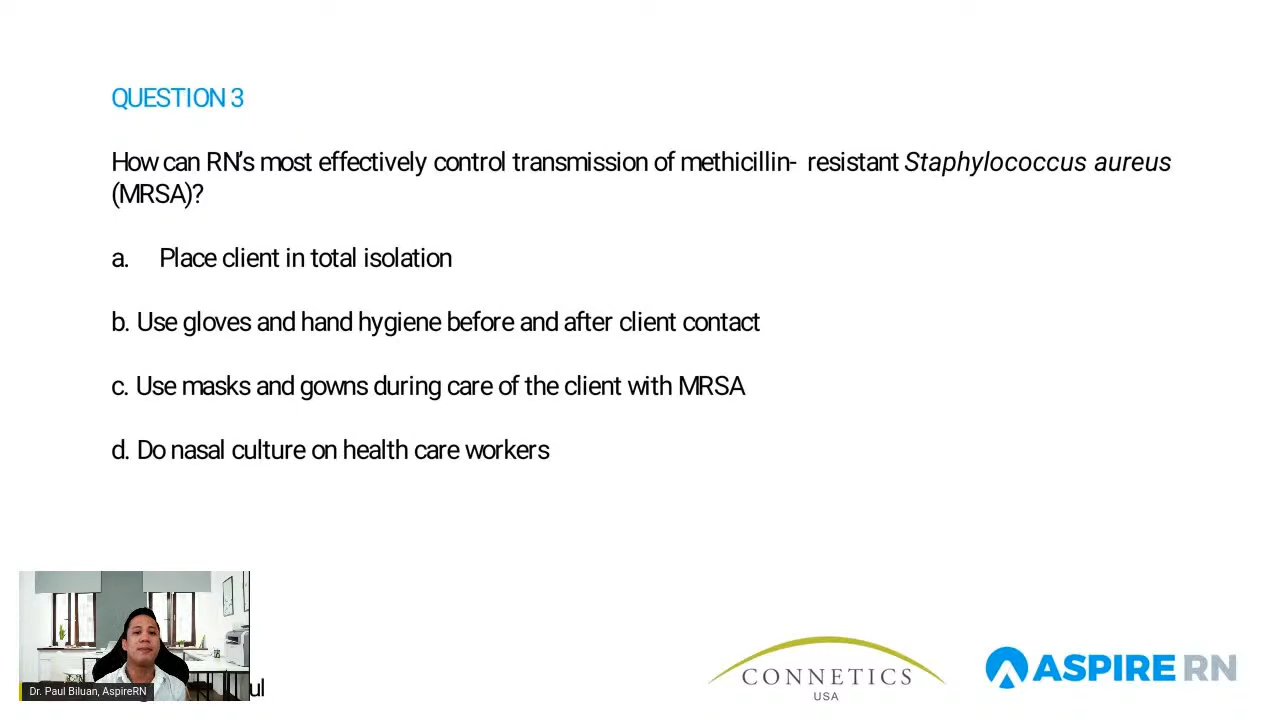 QUESTION 3
How can RN's most effectively control transmission of methicillin- resistant Staphylococcus aureus
(MRSA)?
a. Place client in total isolation
b. Use gloves and hand hygiene before and after client contact
c. Use masks and gowns during care of the client with MRSA
d. Do nasal culture on health care workers
Dr. Paul Biluan, AspireRN
ul
CONNETICS
USA
ASPIRE RN